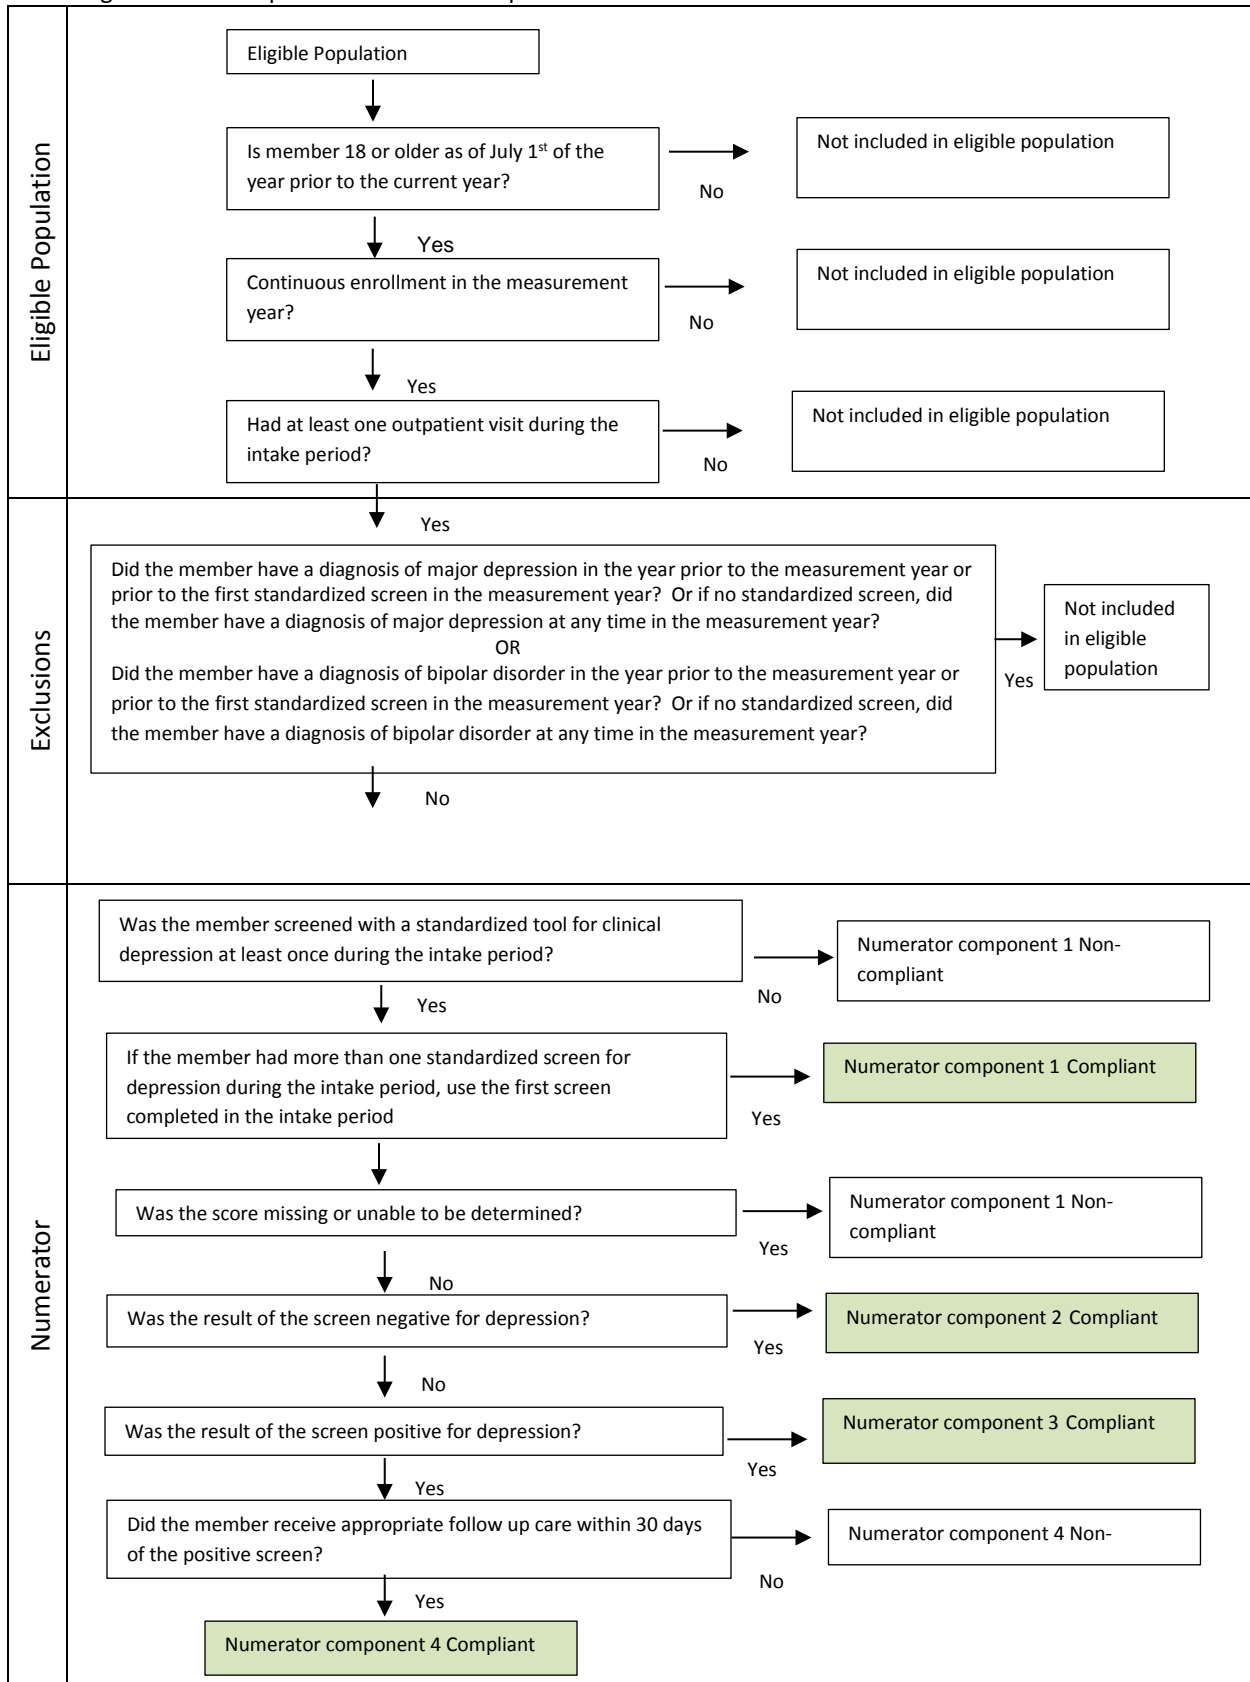 Eligible Population
Eligible Population
Is member 18 or older as of July 1st of the
year prior to the current year?
No
Not included in eligible population
Yes
Continuous enrollment in the measurement
year?
No
Not included in eligible population
Yes
Had at least one outpatient visit during the
intake period?
No
Not included in eligible population
Yes
Exclusions
Did the member have a diagnosis of major depression in the year prior to the measurement year or
prior to the first standardized screen in the measurement year? Or if no standardized screen, did
the member have a diagnosis of major depression at any time in the measurement year?
OR
Did the member have a diagnosis of bipolar disorder in the year prior to the measurement year or
prior to the first standardized screen in the measurement year? Or if no standardized screen, did
the member have a diagnosis of bipolar disorder at any time in the measurement year?
Yes
Not included
in eligible
population
No
Numerator
Was the member screened with a standardized tool for clinical
depression at least once during the intake period?
No
Numerator component 1 Non-
compliant
Yes
If the member had more than one standardized screen for
depression during the intake period, use the first screen
completed in the intake period
Yes
Numerator component 1 Compliant
Was the score missing or unable to be determined?
Yes
Numerator component 1 Non-
compliant
No
Was the result of the screen negative for depression?
Yes
Numerator component 2 Compliant
No
Was the result of the screen positive for depression?
Yes
Numerator component 3 Compliant
Yes
Did the member receive appropriate follow up care within 30 days
of the positive screen?
No
Numerator component 4 Non-
Yes
Numerator component 4 Compliant